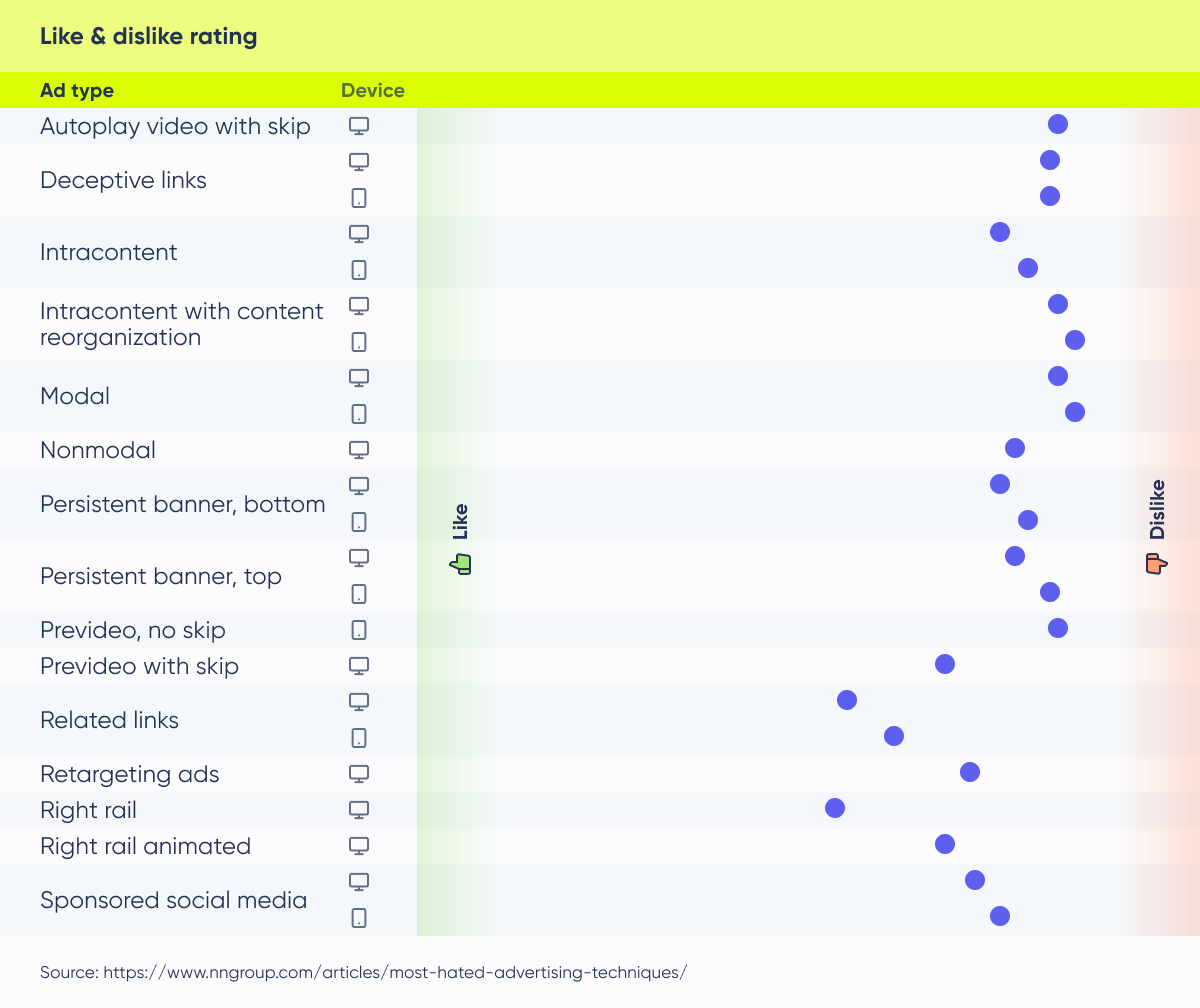 Like & dislike rating
Ad type Device
Autoplay video with skip
Deceptive links
Intracontent
Intracontent with content
reorganization
Modal
Nonmodal
Persistent banner, bottom
Persistent banner, top
Prevideo, no skip
Prevideo with skip
Related links
Retargeting ads
Right rail
Right rail animated
Sponsored social media
Like
Dislike
Source: https://www.nngroup.com/articles/most-hated-advertising-techniques/